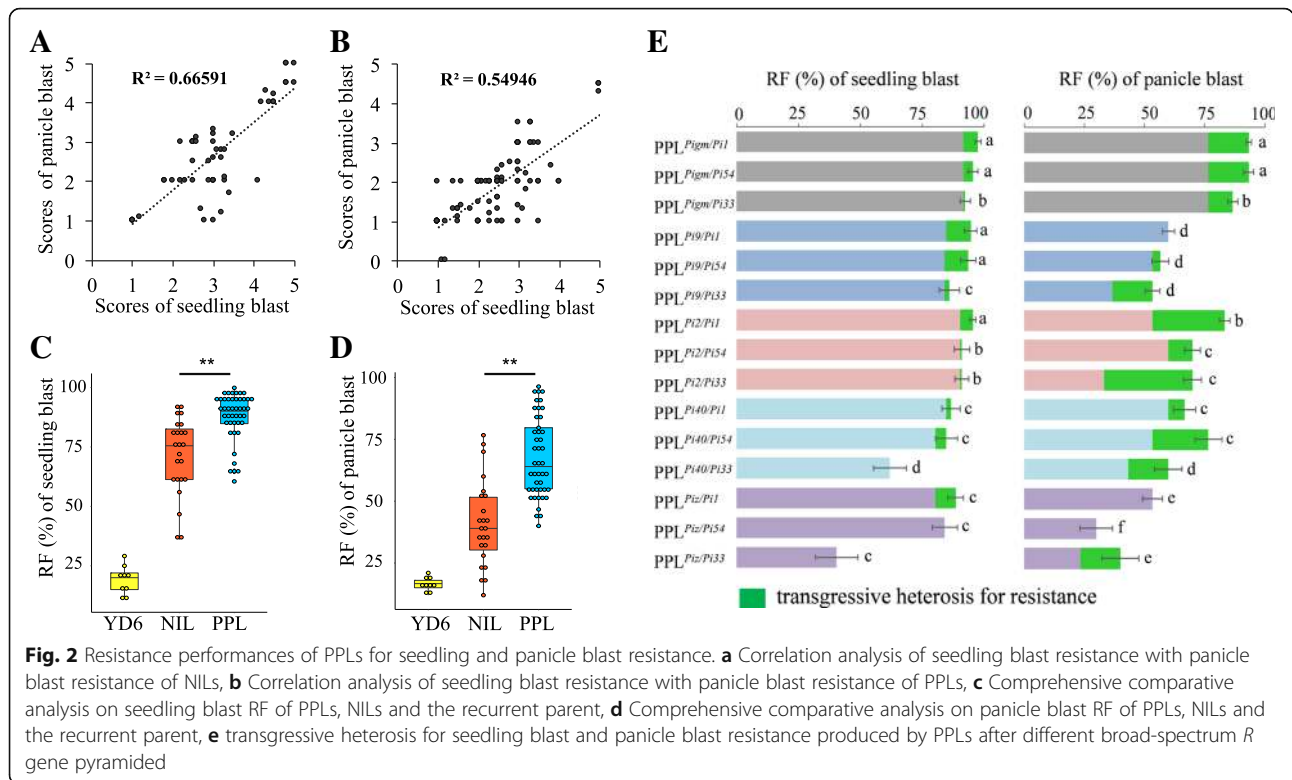 A
R² = 0.66591
Scores of panicle blast
5
4
3
2
1
0
0 1 2 3 4 5
Scores of seedling blast
B
R² = 0.54946
Scores of panicle blast
5
4
3
2
1
0
0 1 2 3 4 5
Scores of seedling blast
C
**
RF (%) of seedling blast
100
75
50
25
YD6 NIL PPL
D
**
RF (%) of panicle blast
100
75
50
25
YD6 NIL PPL
E
RF (%) of seedling blast RF (%) of panicle blast
0 25 50 75 100 0 25 50 75 100
PPL^Pigm/Pi1 a a
PPL^Pigm/Pi54 a a
PPL^Pigm/Pi33 b b
PPL^Pi9/Pi1 a d
PPL^Pi9/Pi54 a d
PPL^Pi9/Pi33 c d
PPL^Pi2/Pi1 a b
PPL^Pi2/Pi54 b c
PPL^Pi2/Pi33 b c
PPL^Pi40/Pi1 c c
PPL^Pi40/Pi54 c c
PPL^Pi40/Pi33 d d
PPL^Piz/Pi1 c e
PPL^Piz/Pi54 c f
PPL^Piz/Pi33 c e
transgressive heterosis for resistance
Fig. 2 Resistance performances of PPLs for seedling and panicle blast resistance. a Correlation analysis of seedling blast resistance with panicle
blast resistance of NILs, b Correlation analysis of seedling blast resistance with panicle blast resistance of PPLs, c Comprehensive comparative
analysis on seedling blast RF of PPLs, NILs and the recurrent parent, d Comprehensive comparative analysis on panicle blast RF of PPLs, NILs and
the recurrent parent, e transgressive heterosis for seedling blast and panicle blast resistance produced by PPLs after different broad-spectrum R
gene pyramided